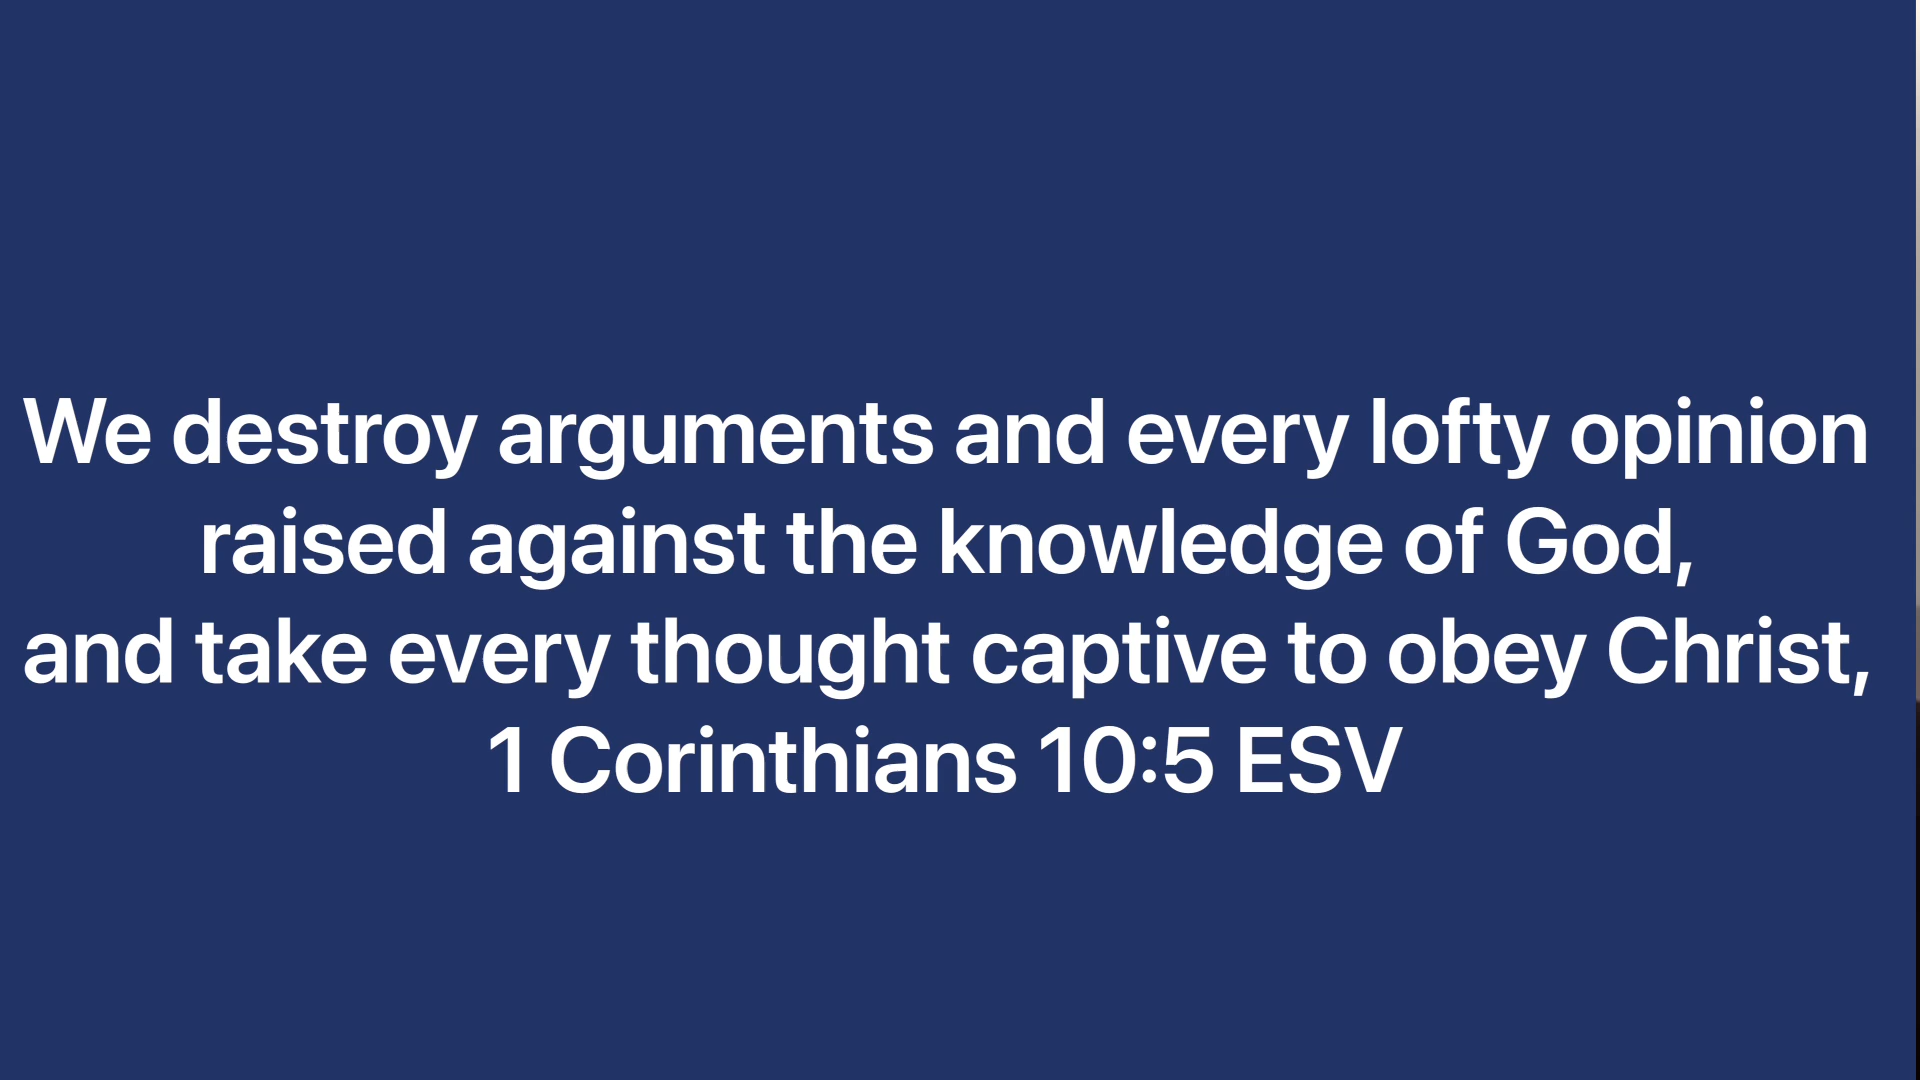 We destroy arguments and every lofty opinion
raised against the knowledge of God,
and take every thought captive to obey Christ,
1 Corinthians 10:5 ESV